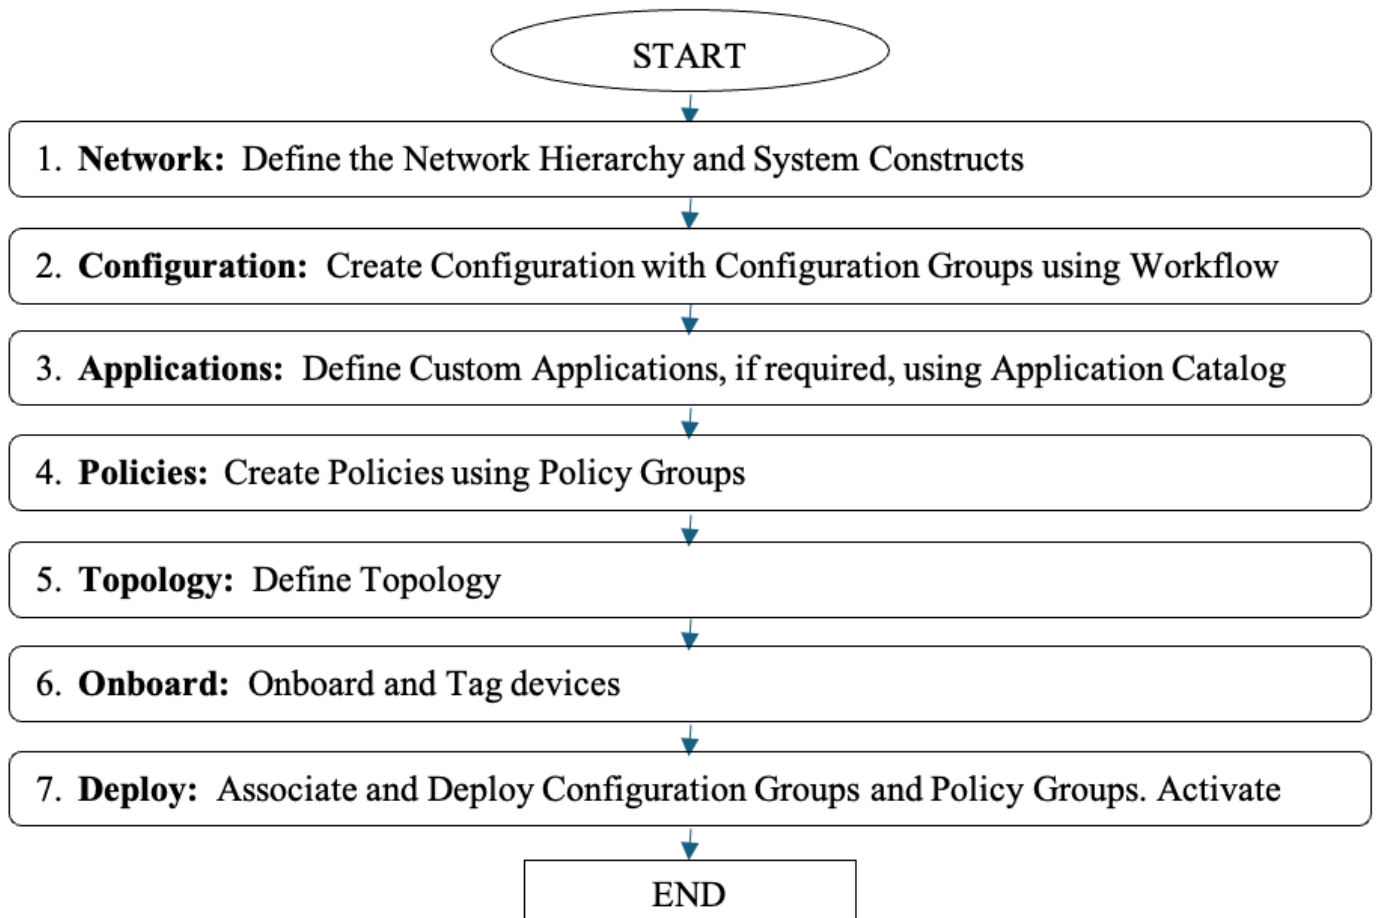 START
1. Network: Define the Network Hierarchy and System Constructs
2. Configuration: Create Configuration with Configuration Groups using Workflow
3. Applications: Define Custom Applications, if required, using Application Catalog
4. Policies: Create Policies using Policy Groups
5. Topology: Define Topology
6. Onboard: Onboard and Tag devices
7. Deploy: Associate and Deploy Configuration Groups and Policy Groups. Activate
END